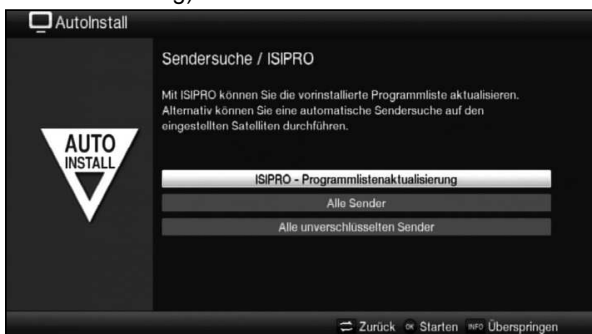 AutoInstall
Sendersuche / ISIPRO
Mit ISIPRO können Sie die vorinstallierte Programmliste aktualisieren.
Alternativ können Sie eine automatische Sendersuche auf den
eingestellten Satelliten durchführen.
AUTO
INSTALL
ISIPRO - Programmlistenaktualisierung
Alle Sender
Alle unverschlüsselten Sender
Zurück OK Starten INFO Überspringen